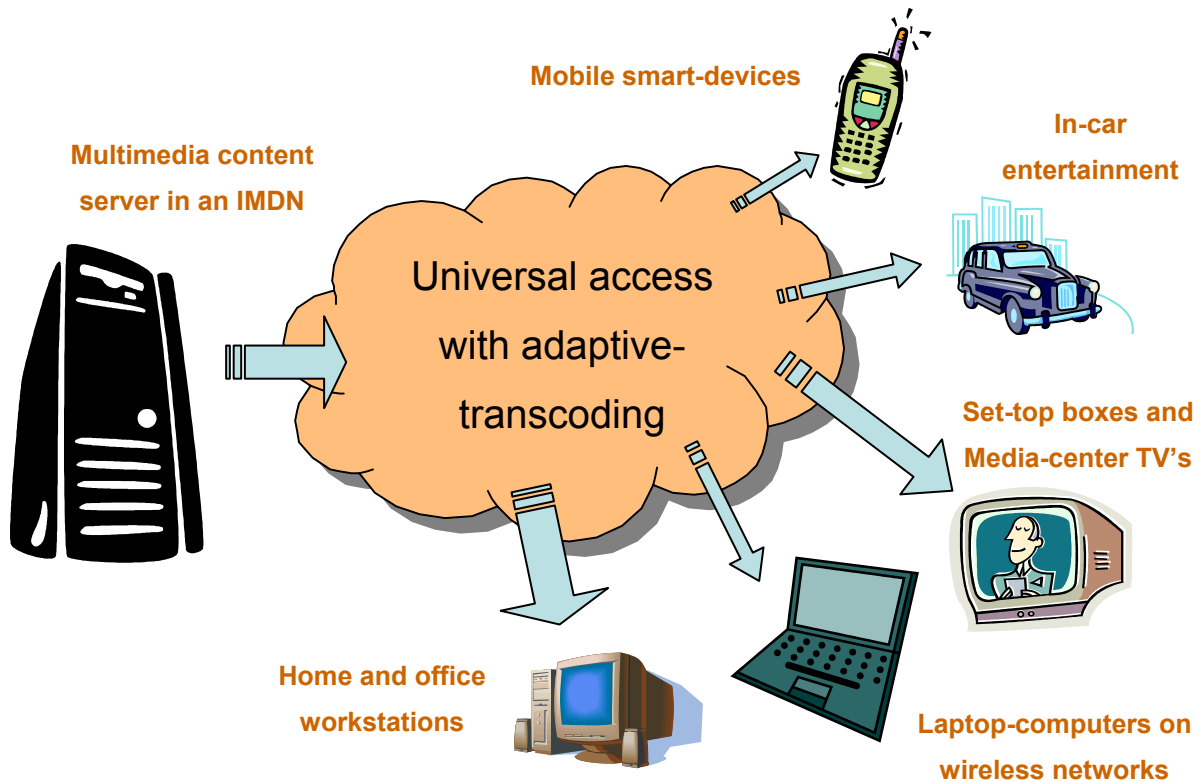 Mobile smart-devices
In-car
entertainment
Multimedia content
server in an IMDN
Universal access
with adaptive-
transcoding
Set-top boxes and
Media-center TV's
Home and office
workstations
Laptop-computers on
wireless networks